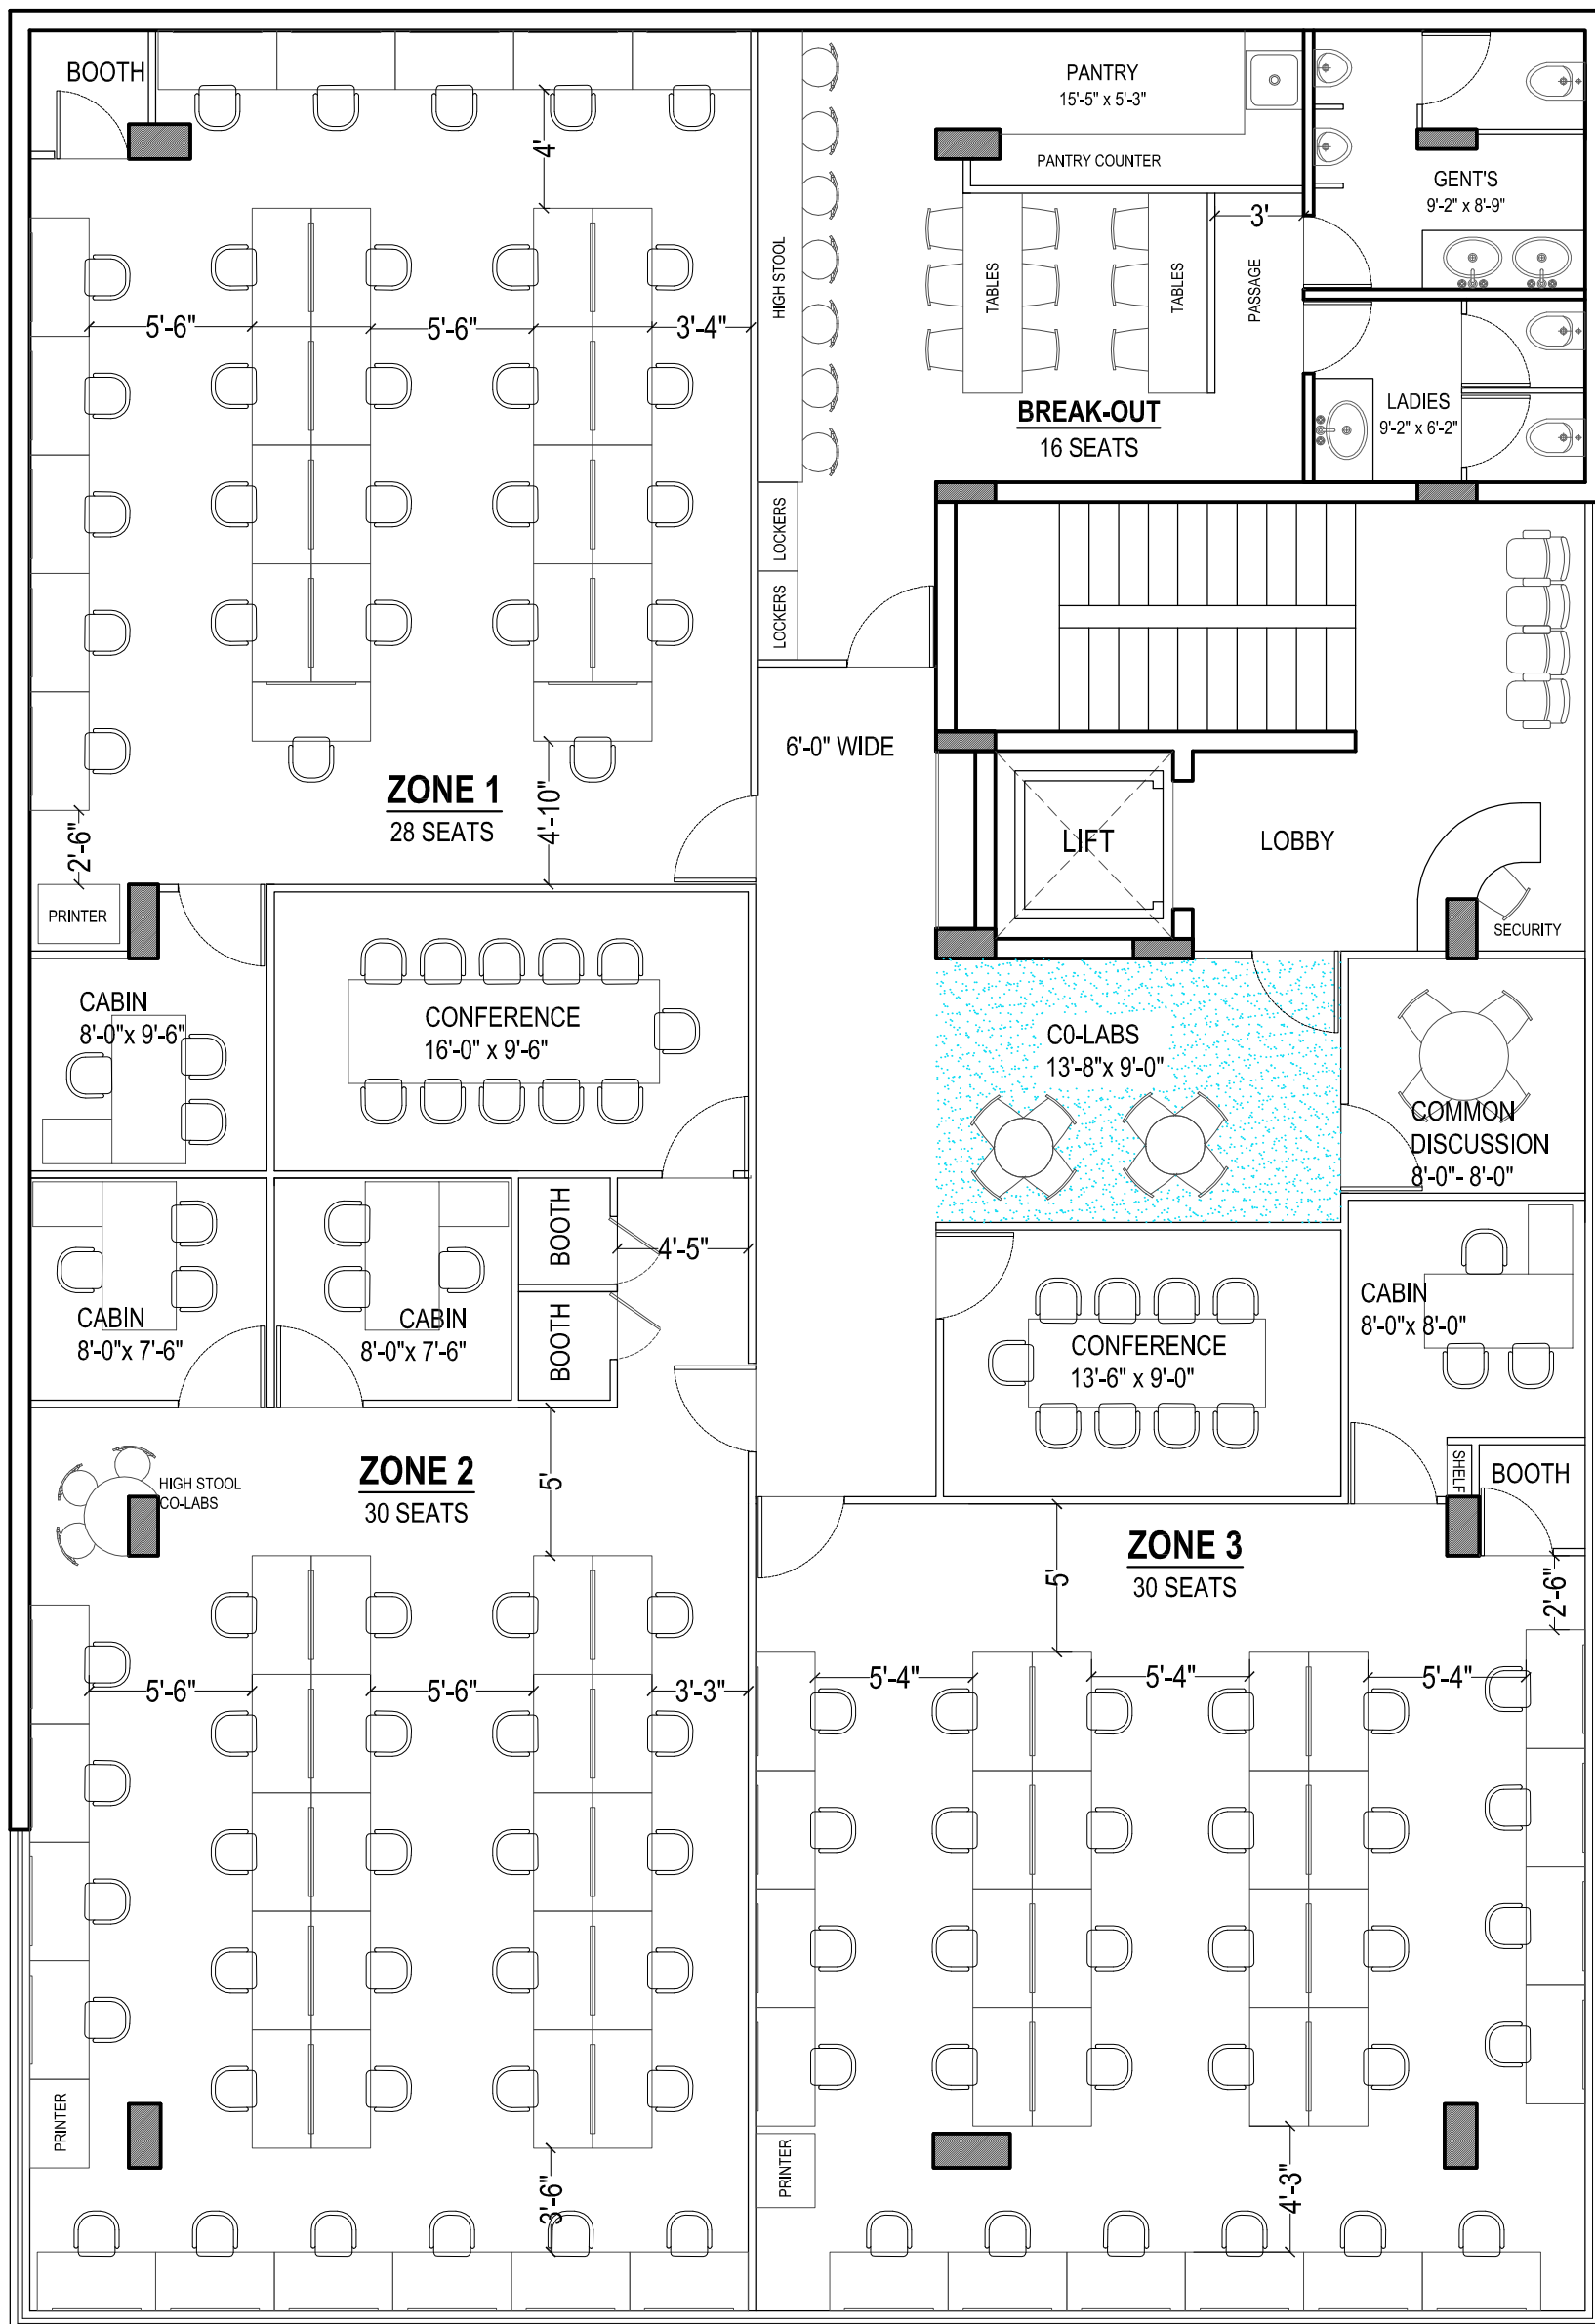 BOOTH
PANTRY
15'-5" x 5'-3"
PANTRY COUNTER
GENT'S
9'-2" x 8'-9"
4'
3'
HIGH STOOL
TABLES
TABLES
PASSAGE
5'-6"
5'-6"
3'-4"
LADIES
9'-2" x 6'-2"
BREAK-OUT
16 SEATS
LOCKERS
LOCKERS
6'-0" WIDE
ZONE 1
28 SEATS
4'-10"
2'-6"
LIFT
LOBBY
PRINTER
SECURITY
CABIN
8'-0"x 9'-6"
CONFERENCE
16'-0" x 9'-6"
C0-LABS
13'-8"x 9'-0"
COMMON
DISCUSSION
8'-0"- 8'-0"
BOOTH
4'-5"
CABIN
8'-0"x 7'-6"
CABIN
8'-0"x 7'-6"
BOOTH
CABIN
8'-0"x 8'-0"
CONFERENCE
13'-6" x 9'-0"
ZONE 2
30 SEATS
HIGH STOOL
CO-LABS
5'
SHELF
BOOTH
ZONE 3
30 SEATS
5'
2'-6"
5'-6"
5'-6"
3'-3"
5'-4"
5'-4"
5'-4"
PRINTER
PRINTER
3'-6"
4'-3"